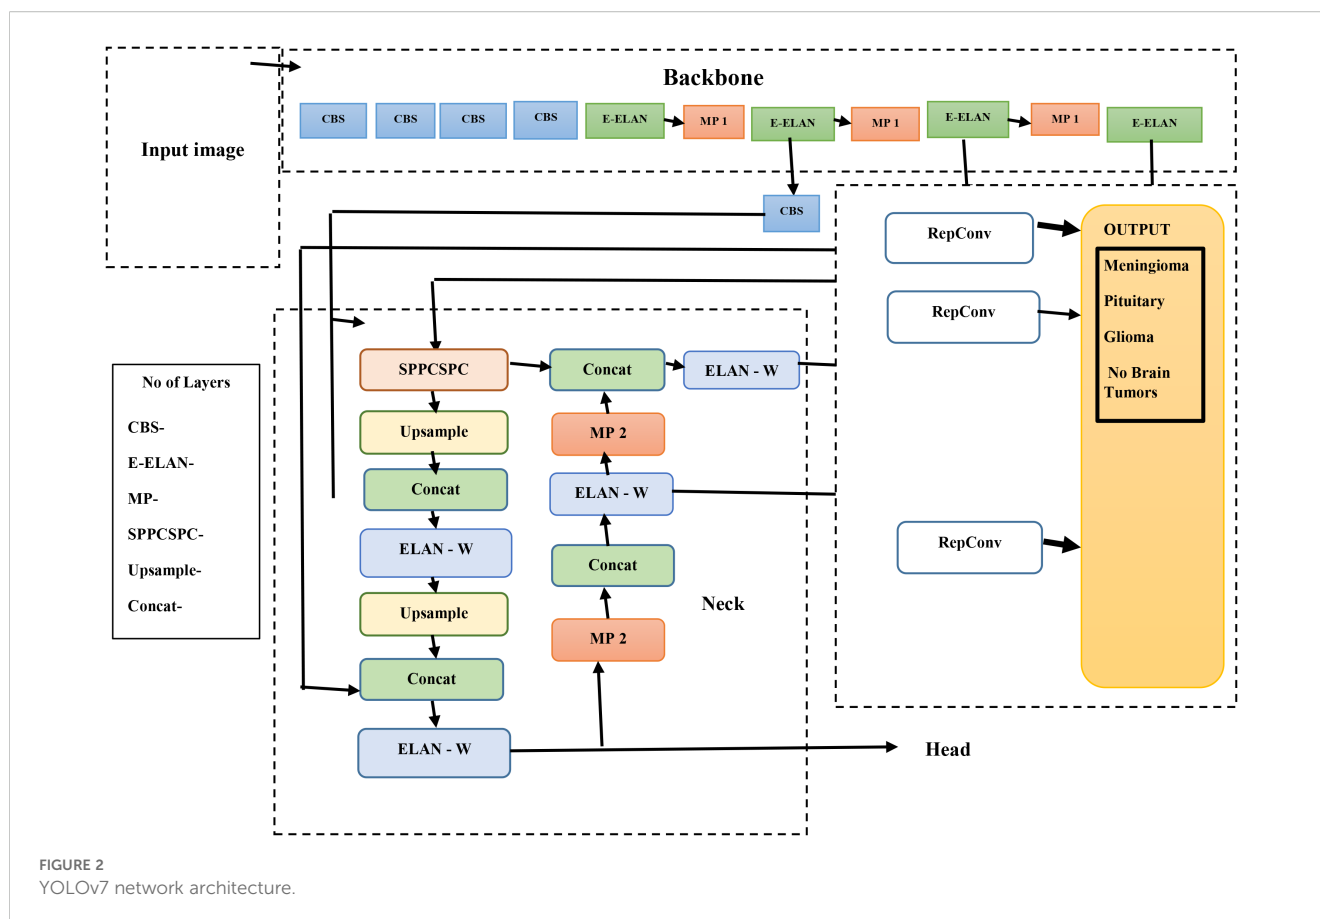 Input image
Backbone
CBS
CBS
CBS
CBS
E-ELAN
MP 1
E-ELAN
MP 1
E-ELAN
MP 1
E-ELAN
CBS
RepConv
RepConv
RepConv
OUTPUT
Meningioma
Pituitary
Glioma
No Brain
Tumors
No of Layers
CBS-
E-ELAN-
MP-
SPPCSPC-
Upsample-
Concat-
SPPCSPC
Upsample
Concat
ELAN - W
Upsample
Concat
ELAN - W
Concat
ELAN - W
MP 2
ELAN - W
Concat
MP 2
Neck
Head
FIGURE 2
YOLOv7 network architecture.